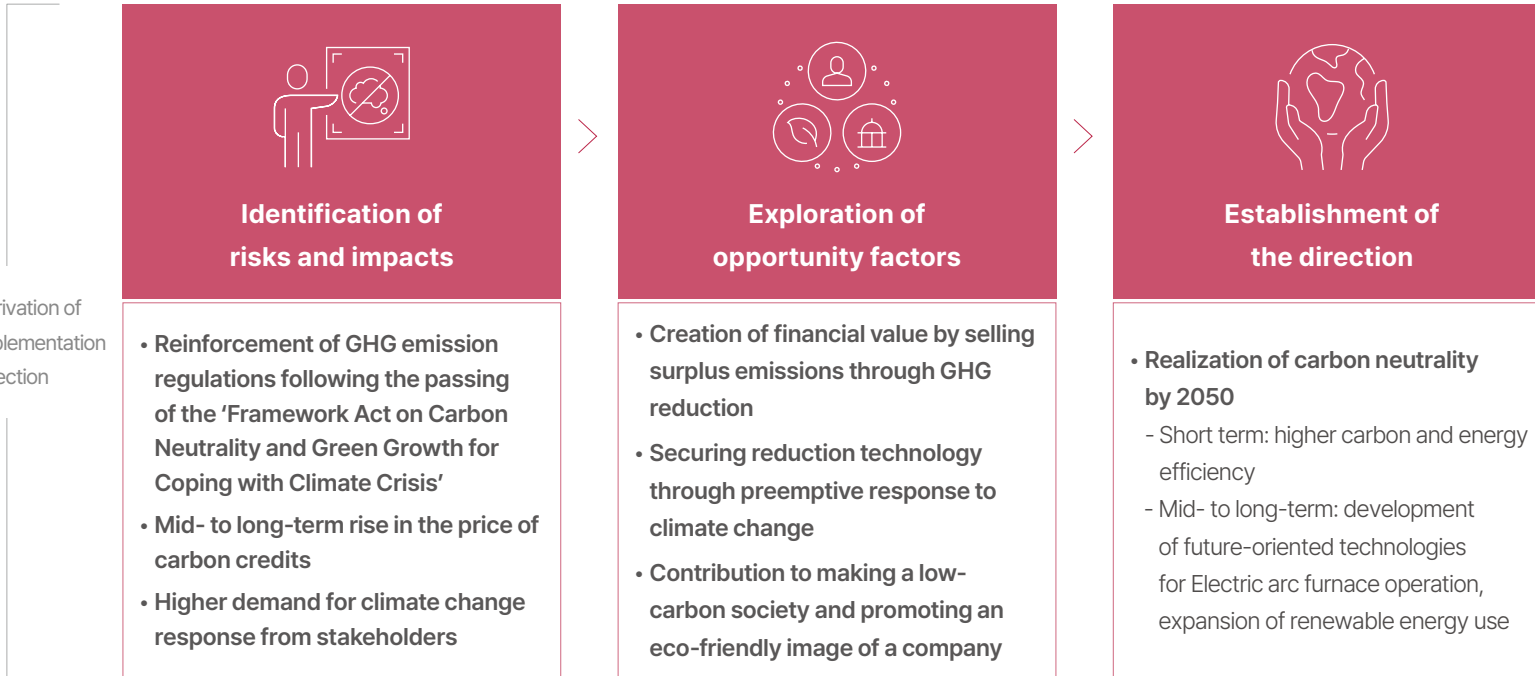 Identification of
risks and impacts
Exploration of
opportunity factors
Establishment of
the direction
rivation of
plementation
ection
• Reinforcement of GHG emission
regulations following the passing
of the ‘Framework Act on Carbon
Neutrality and Green Growth for
Coping with Climate Crisis’
• Mid- to long-term rise in the price of
carbon credits
• Higher demand for climate change
response from stakeholders
• Creation of financial value by selling
surplus emissions through GHG
reduction
• Securing reduction technology
through preemptive response to
climate change
• Contribution to making a low-
carbon society and promoting an
eco-friendly image of a company
• Realization of carbon neutrality
by 2050
- Short term: higher carbon and energy
efficiency
- Mid- to long-term: development
of future-oriented technologies
for Electric arc furnace operation,
expansion of renewable energy use